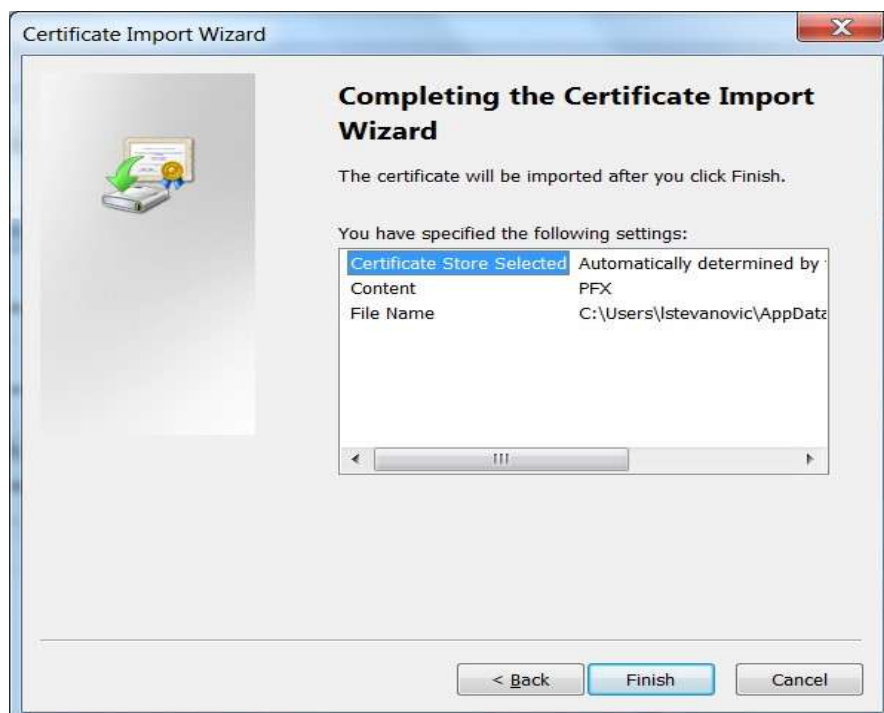 Certificate Import Wizard
Completing the Certificate Import
Wizard
The certificate will be imported after you click Finish.
You have specified the following settings:
Certificate Store Selected Automatically determined by
Content PFX
File Name C:\Users\lstevanovic\AppData
< Back Finish Cancel